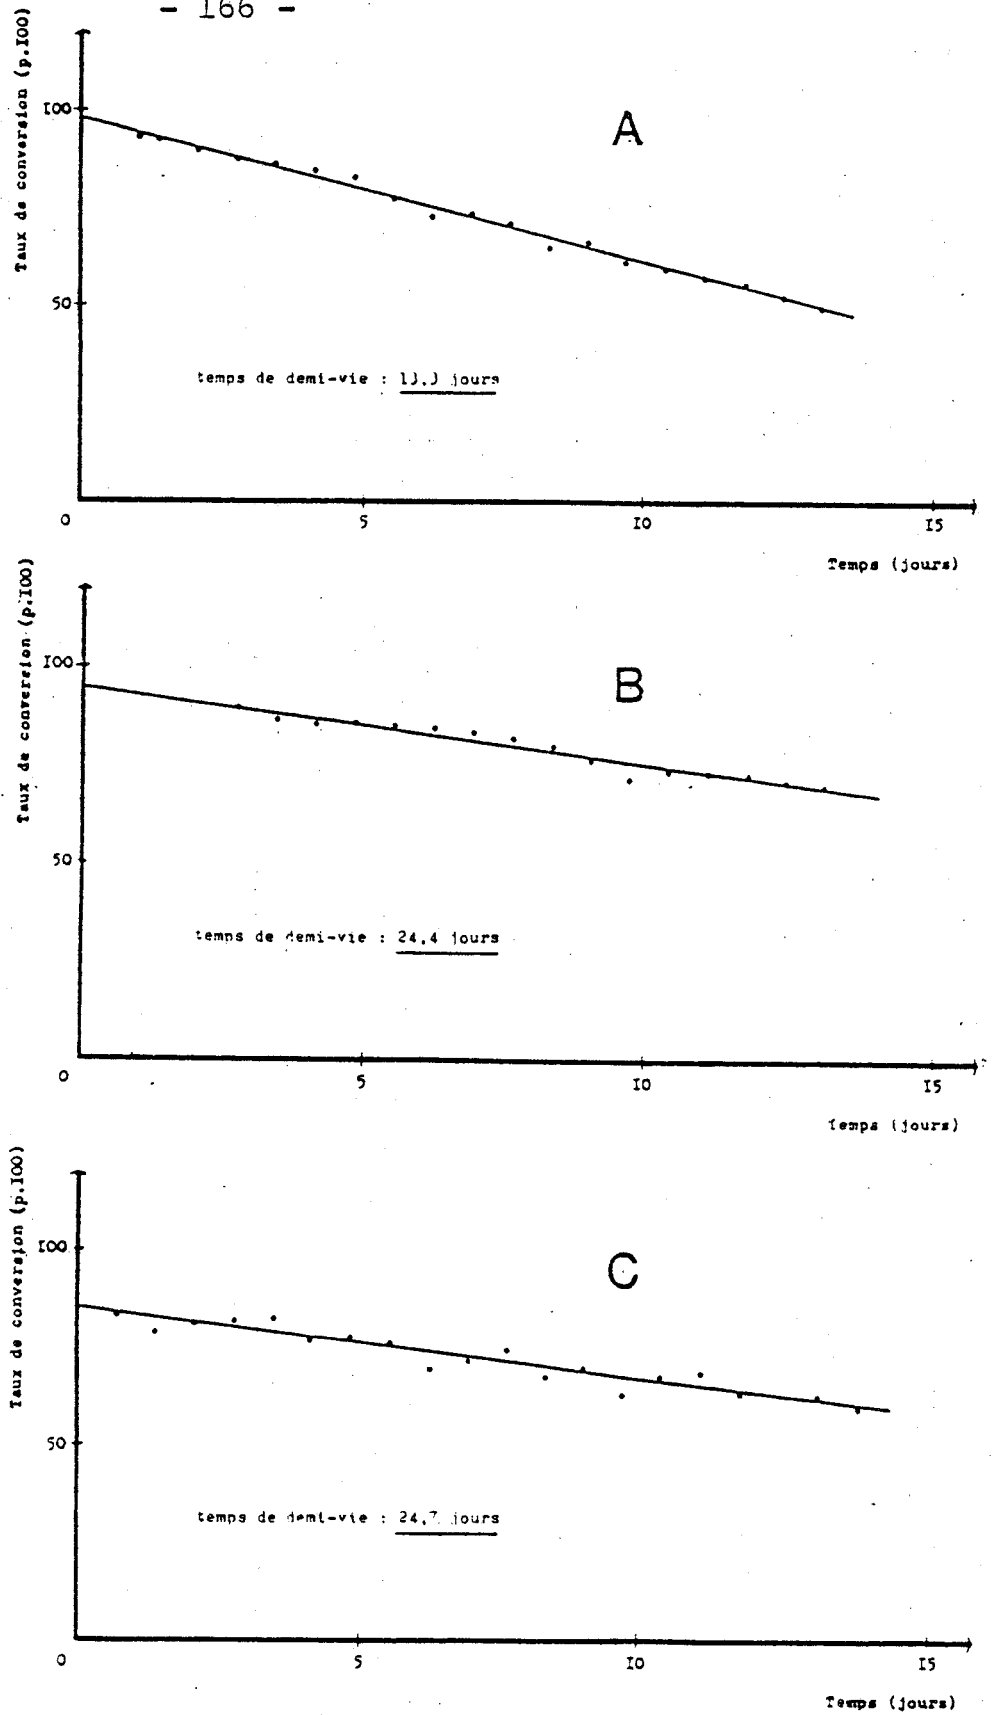 - 166 -
Taux de conversion (p.100)
100
A
50
temps de demi-vie : 13,3 jours
0 5 10 15
Temps (jours)
Taux de conversion (p.100)
100
B
50
temps de demi-vie : 24,4 jours
0 5 10 15
Temps (jours)
Taux de conversion (p.100)
100
C
50
temps de demi-vie : 24,7 jours
0 5 10 15
Temps (jours)